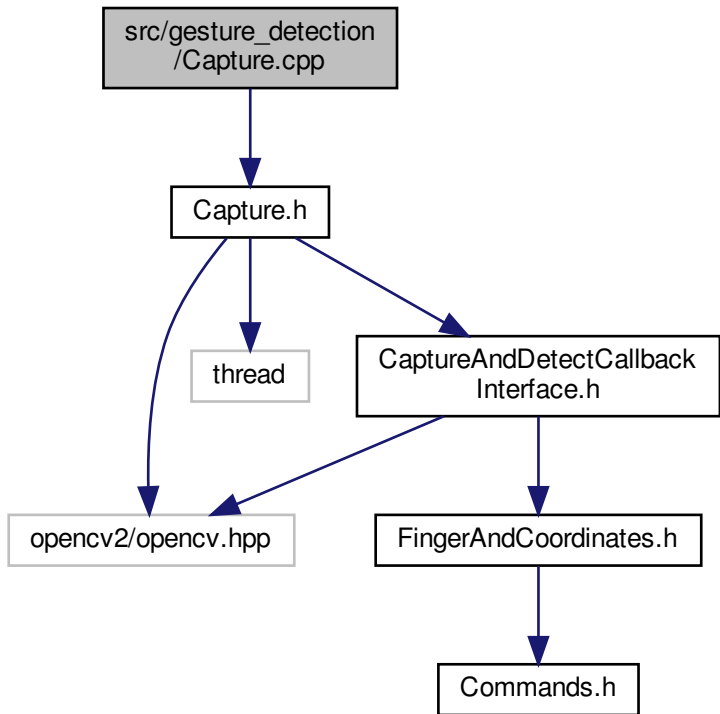 src/gesture_detection
/Capture.cpp
Capture.h
thread
CaptureAndDetectCallback
Interface.h
opencv2/opencv.hpp
FingerAndCoordinates.h
Commands.h